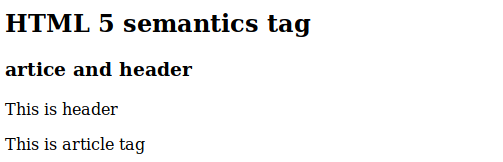 HTML 5 semantics tag
artice and header
This is header
This is article tag